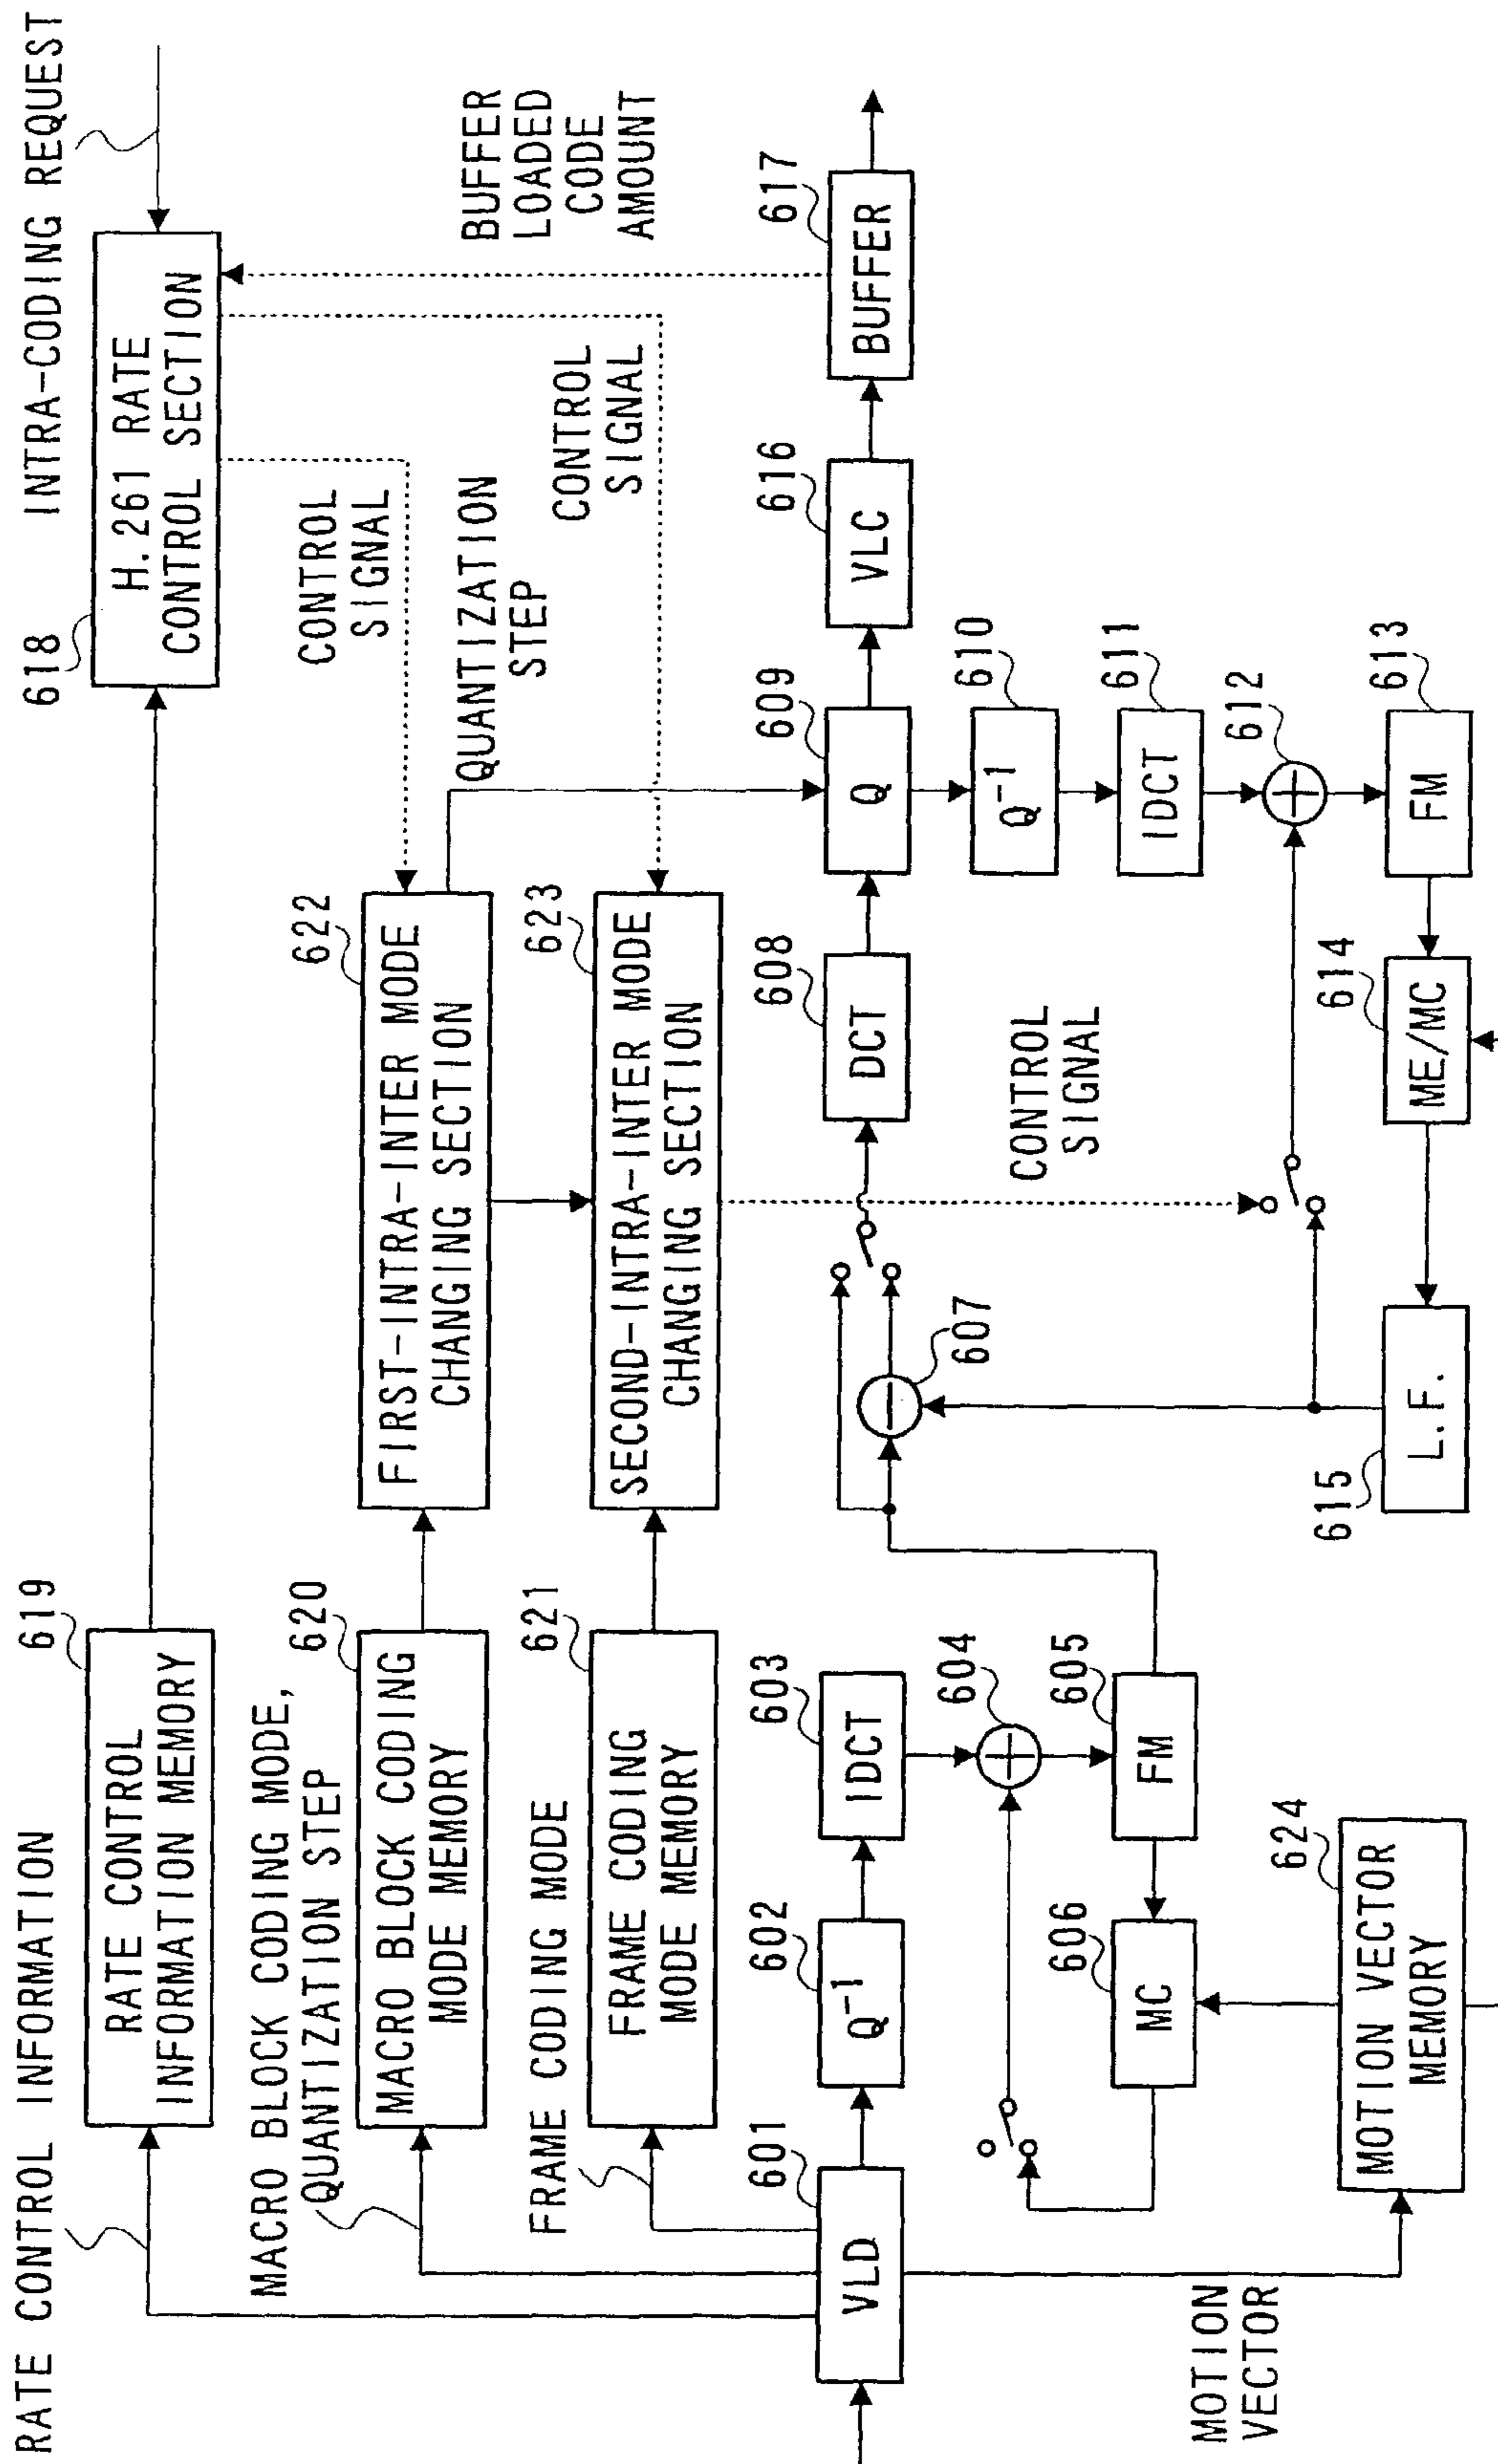 RATE CONTROL INFORMATION
619
RATE CONTROL
INFORMATION MEMORY
618
H.261 RATE
CONTROL SECTION
INTRA-CODING REQUEST
MACRO BLOCK CODING MODE,
QUANTIZATION STEP
620
MACRO BLOCK CODING
MODE MEMORY
622
FIRST-INTRA-INTER MODE
CHANGING SECTION
CONTROL
SIGNAL
QUANTIZATION
STEP
BUFFER
LOADED
CODE
AMOUNT
FRAME CODING MODE
621
FRAME CODING
MODE MEMORY
623
SECOND-INTRA-INTER MODE
CHANGING SECTION
CONTROL
SIGNAL
601
VLD
602
Q-1
603
IDCT
604
605
FM
606
MC
MOTION
VECTOR
624
MOTION VECTOR
MEMORY
607
608
DCT
609
Q
616
VLC
617
BUFFER
CONTROL
SIGNAL
610
Q-1
611
IDCT
612
613
FM
614
ME/MC
615
L.F.